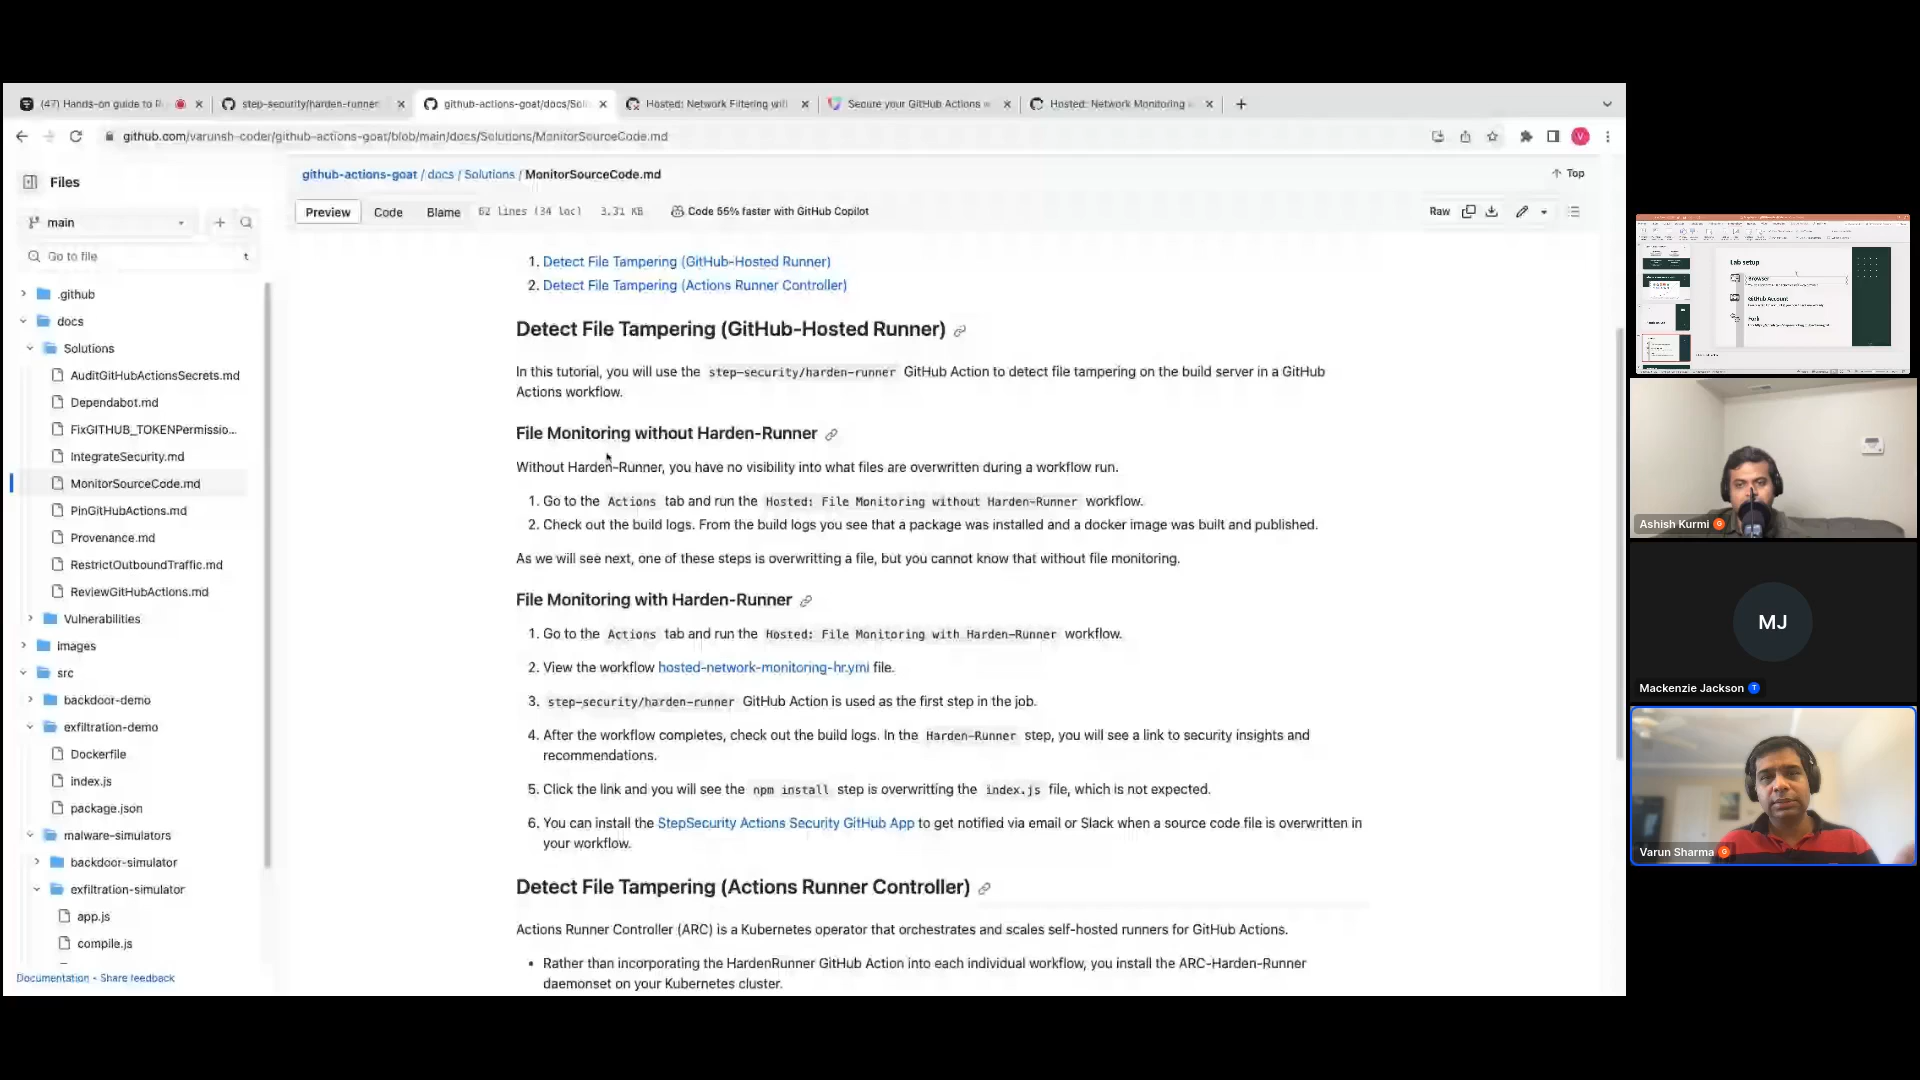 (47) Hands-on guide to R
step-security/harden-runner
github-actions-goat/docs/Solu
Hosted: Network Filtering with
Secure your GitHub Actions
Hosted: Network Monitoring
github.com/varunsh-coder/github-actions-goat/blob/main/docs/Solutions/MonitorSourceCode.md
V
Files
main
Go to file
t
.github
docs
Solutions
AuditGitHubActionsSecrets.md
Dependabot.md
FixGITHUB_TOKENPermissio...
IntegrateSecurity.md
MonitorSourceCode.md
PinGitHubActions.md
Provenance.md
RestrictOutboundTraffic.md
ReviewGitHubActions.md
Vulnerabilities
images
src
backdoor-demo
exfiltration-demo
Dockerfile
index.js
package.json
malware-simulators
backdoor-simulator
exfiltration-simulator
app.js
compile.js
Documentation • Share feedback
github-actions-goat / docs / Solutions / MonitorSourceCode.md
Top
Preview Code Blame 62 lines (34 loc) 3.31 KB Code 55% faster with GitHub Copilot
Raw
1. Detect File Tampering (GitHub-Hosted Runner)
2. Detect File Tampering (Actions Runner Controller)
Detect File Tampering (GitHub-Hosted Runner)
In this tutorial, you will use the step-security/harden-runner GitHub Action to detect file tampering on the build server in a GitHub
Actions workflow.
File Monitoring without Harden-Runner
Without Harden-Runner, you have no visibility into what files are overwritten during a workflow run.
1. Go to the Actions tab and run the Hosted: File Monitoring without Harden-Runner workflow.
2. Check out the build logs. From the build logs you see that a package was installed and a docker image was built and published.
As we will see next, one of these steps is overwritting a file, but you cannot know that without file monitoring.
File Monitoring with Harden-Runner
1. Go to the Actions tab and run the Hosted: File Monitoring with Harden-Runner workflow.
2. View the workflow hosted-network-monitoring-hr.yml file.
3. step-security/harden-runner GitHub Action is used as the first step in the job.
4. After the workflow completes, check out the build logs. In the Harden-Runner step, you will see a link to security insights and
recommendations.
5. Click the link and you will see the npm install step is overwritting the index.js file, which is not expected.
6. You can install the StepSecurity Actions Security GitHub App to get notified via email or Slack when a source code file is overwritten in
your workflow.
Detect File Tampering (Actions Runner Controller)
Actions Runner Controller (ARC) is a Kubernetes operator that orchestrates and scales self-hosted runners for GitHub Actions.
• Rather than incorporating the HardenRunner GitHub Action into each individual workflow, you install the ARC-Harden-Runner
daemonset on your Kubernetes cluster.
Lab setup
Browser
GitHub Account
Fork
Ashish Kurmi G
MJ
Mackenzie Jackson T
Varun Sharma G